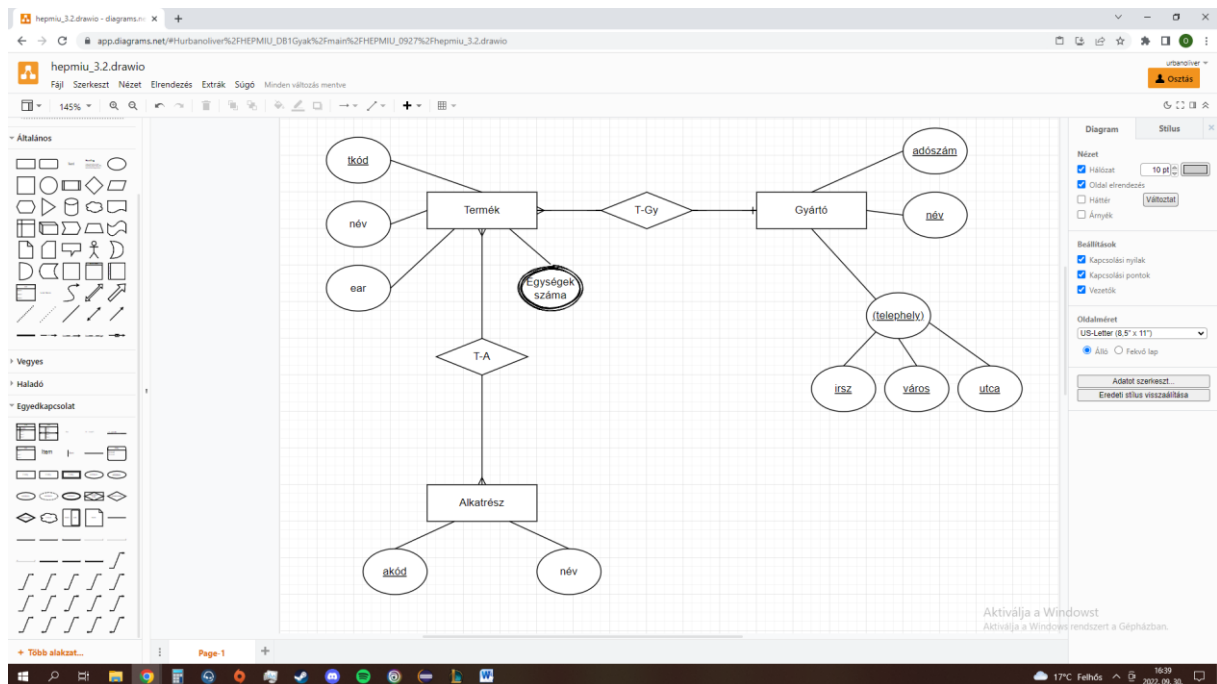 hepmiu_3.2.drawio - diagrams.ne
app.diagrams.net/#Hurbanoliver%2FHEPMIU_DB1Gyak%2Fmain%2FHEPMIU_0927%2Fhepmiu_3.2.drawio
hepmiu_3.2.drawio
urbanoliver
Fájl Szerkeszt Nézet Elrendezés Extrák Súgó Minden változás mentve
Osztás
145%
Általános
Vegyes
Haladó
Egyedkapcsolat
+ Több alakzat...
tkód
adószám
Termék
T-Gy
Gyártó
név
név
ear
Egységek
száma
(telephely)
T-A
irsz
város
utca
Alkatrész
akód
név
Diagram
Stílus
Nézet
Hálózat
10 pt
Oldal elrendezés
Háttér
Változtat
Árnyék
Beállítások
Kapcsolási nyilak
Kapcsolási pontok
Vezetők
Oldalméret
US-Letter (8,5" x 11")
Álló
Fekvő lap
Adatot szerkeszt...
Eredeti stílus visszaállítása
Aktiválja a Windowst
Aktiválja a Windows rendszert a Gépházban.
Page-1
17°C Felhős
16:39
2022. 09. 30.